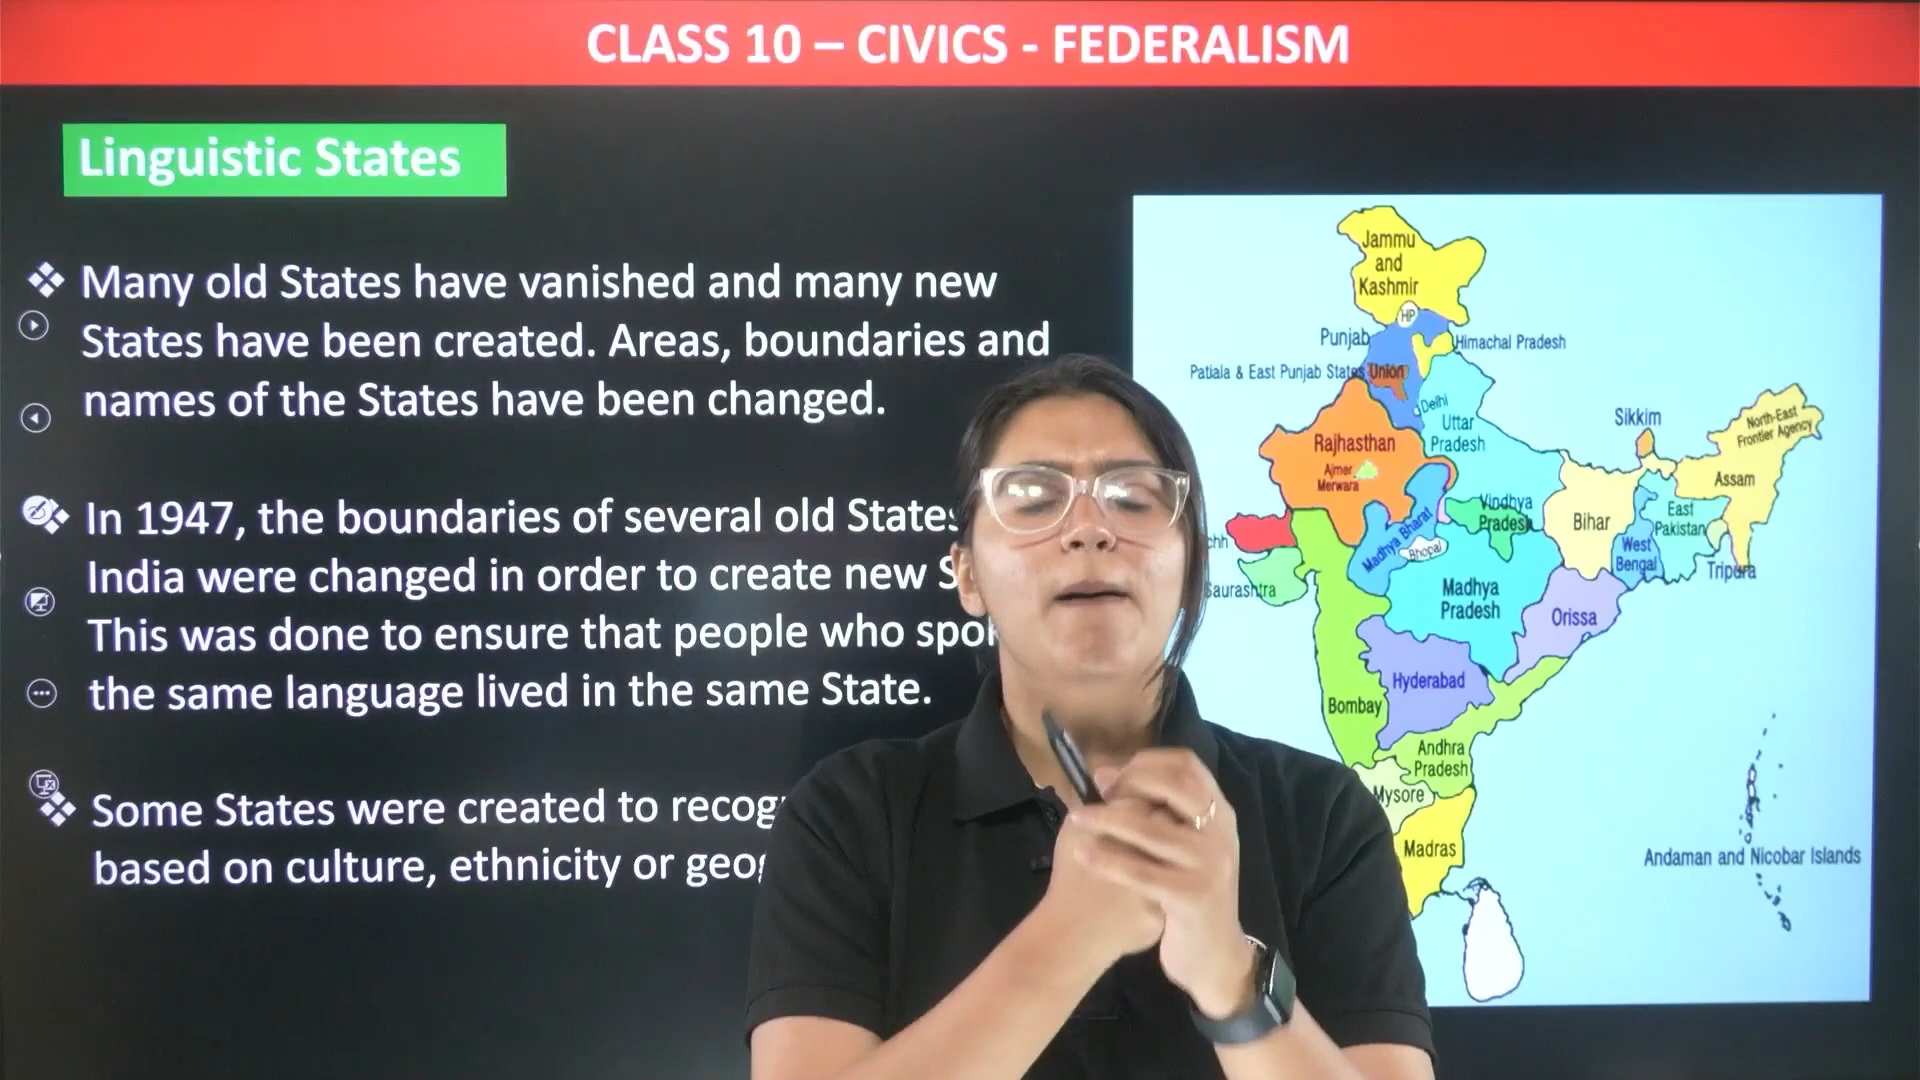 CLASS 10 – CIVICS - FEDERALISM
Linguistic States
Many old States have vanished and many new
States have been created. Areas, boundaries and
names of the States have been changed.
In 1947, the boundaries of several old States
India were changed in order to create new
This was done to ensure that people who
the same language lived in the same State.
Some States were created to
based on culture, ethnicity or
Jammu
and
Kashmir
HP
Punjab
Himachal Pradesh
Patiala & East Punjab States Union
Delhi
Uttar
Pradesh
Sikkim
North-East
Frontier Agency
Rajhasthan
Ajmer
Merwara
Assam
Vindhya
Pradesh
East
Pakistan
Bihar
Madhya Bharat
Bhopal
West
Bengal
Tripura
Saurashtra
Madhya
Pradesh
Orissa
Hyderabad
Bombay
Andhra
Pradesh
Mysore
Madras
Andaman and Nicobar Islands